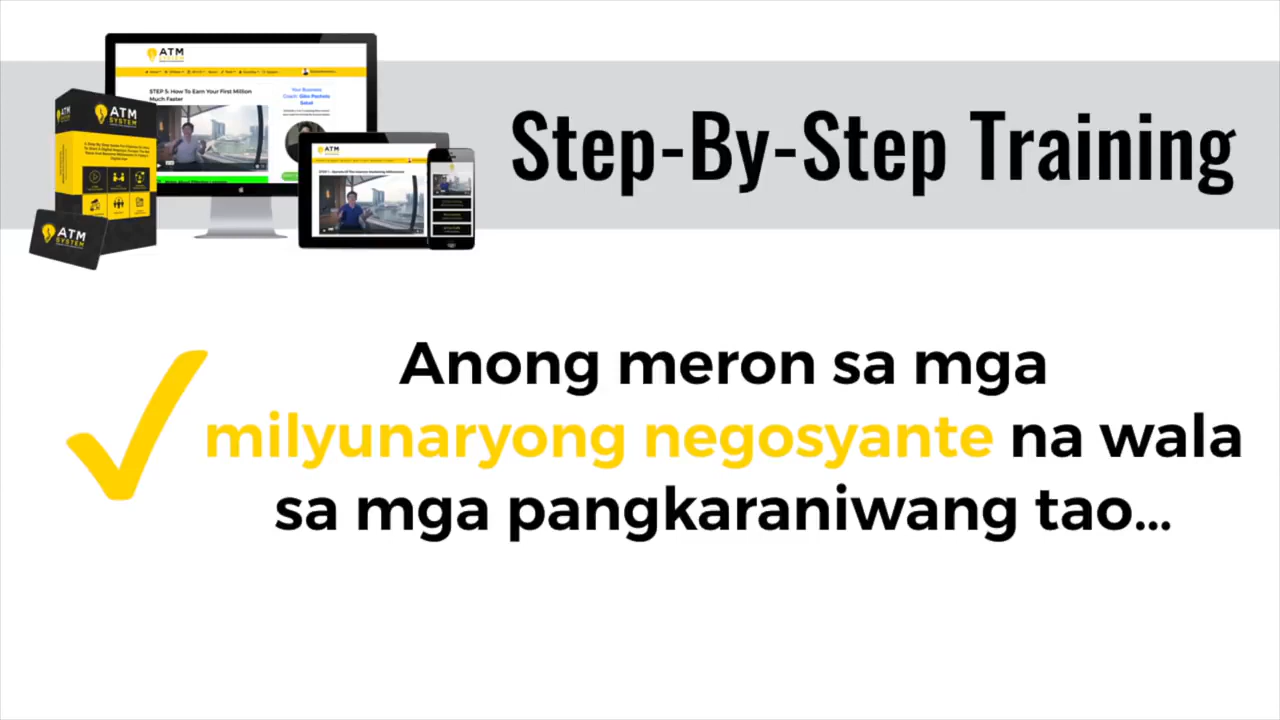 ATM
SYSTEM
STEP 5: How To Earn Your First Million
Much Faster
Your Business
Coach:
ATM
SYSTEM
ATM
SYSTEM
Step-By-Step Training
Anong meron sa mga
milyunaryong negosyante na wala
sa mga pangkaraniwang tao...